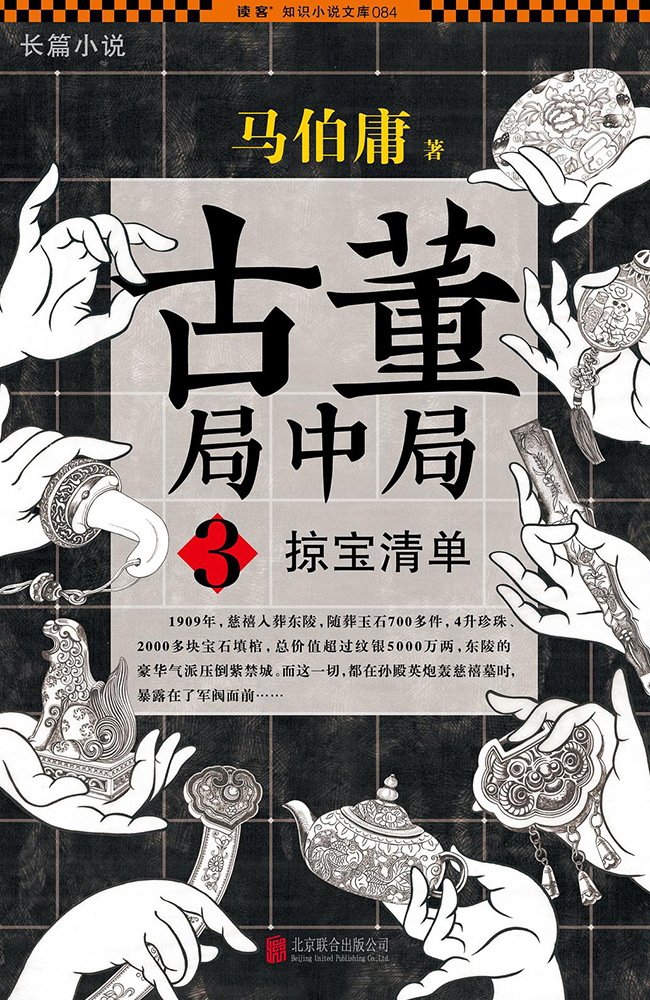 读客® 知识小说文库084
长篇小说
马伯庸 著
古董
局中局
3 掠宝清单
1909年，慈禧入葬东陵，随葬玉石700多件，4升珍珠、
2000多块宝石填棺，总价值超过纹银5000万两，东陵的
豪华气派压倒紫禁城。而这一切，都在孙殿英炮轰慈禧墓时，
暴露在了军阀面前……
北京联合出版公司
Beijing United Publishing Co.,Ltd.